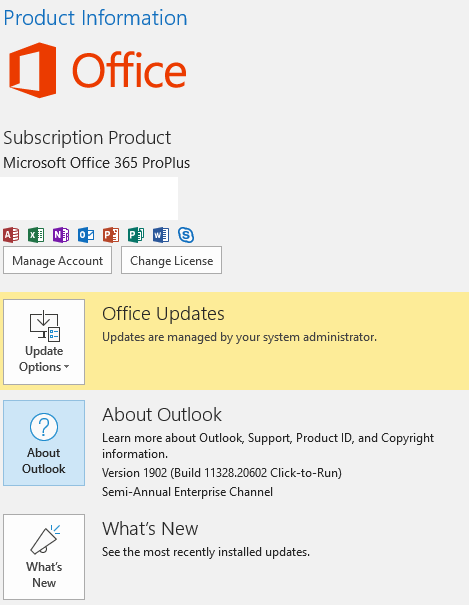 Product Information
Office
Subscription Product
Microsoft Office 365 ProPlus
Manage Account
Change License
Update
Options
Office Updates
Updates are managed by your system administrator.
About
Outlook
About Outlook
Learn more about Outlook, Support, Product ID, and Copyright
information.
Version 1902 (Build 11328.20602 Click-to-Run)
Semi-Annual Enterprise Channel
What's
New
What's New
See the most recently installed updates.